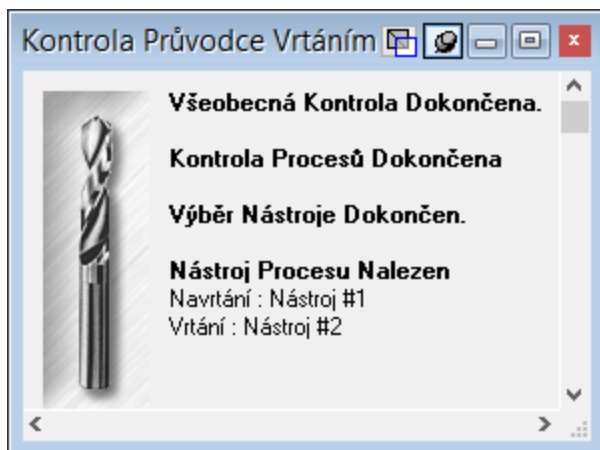 Kontrola Průvodce Vrtáním
Všeobecná Kontrola Dokončena.
Kontrola Procesů Dokončena
Výběr Nástroje Dokončen.
Nástroj Procesu Nalezen
Navrtání : Nástroj #1
Vrtání : Nástroj #2